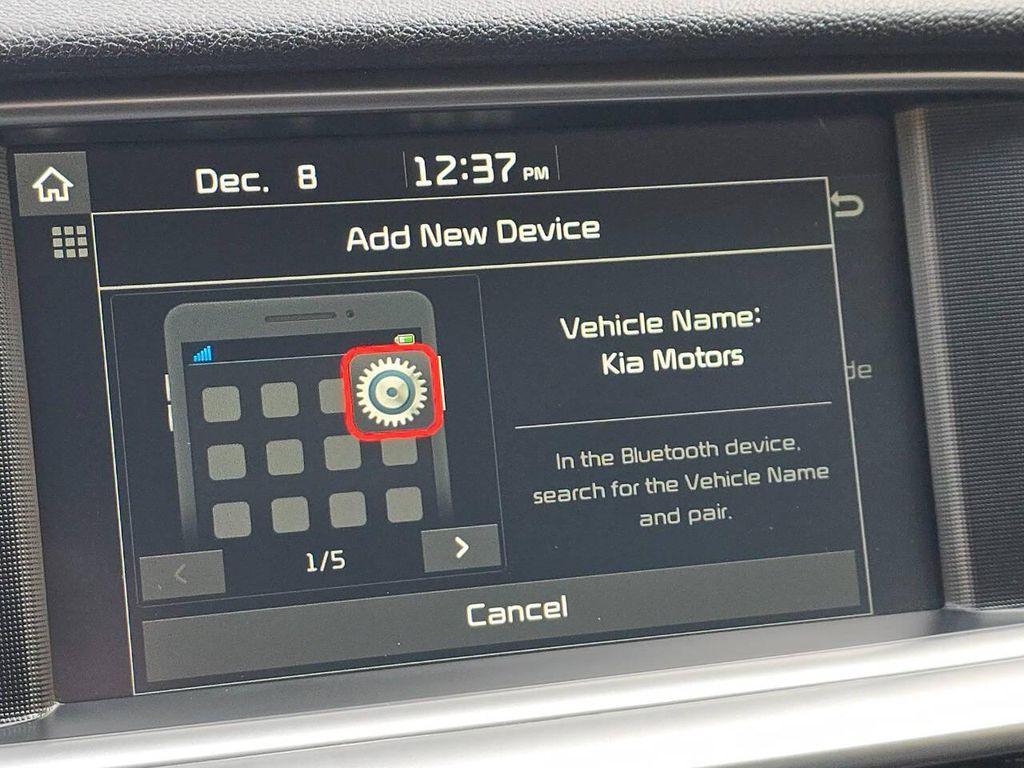 Dec. 8
12:37 PM
Add New Device
Vehicle Name:
Kia Motors
In the Bluetooth device,
search for the Vehicle Name
and pair.
1/5
Cancel